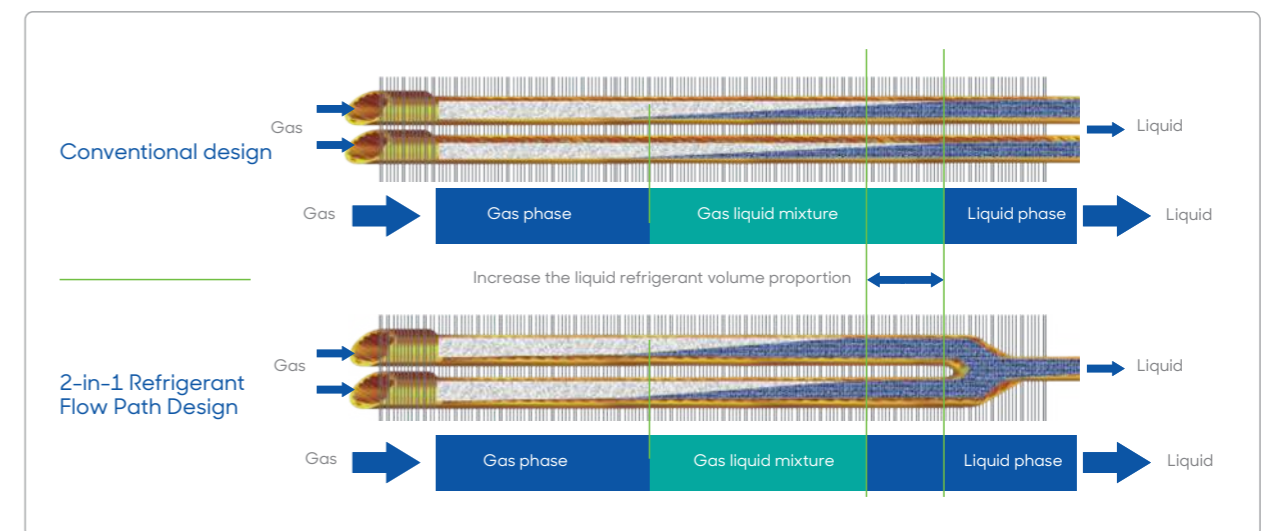 Gas
Liquid
Conventional design
Gas
Gas phase
Gas liquid mixture
Liquid phase
Liquid
Increase the liquid refrigerant volume proportion
Gas
Liquid
2-in-1 Refrigerant
Flow Path Design
Gas
Gas phase
Gas liquid mixture
Liquid phase
Liquid